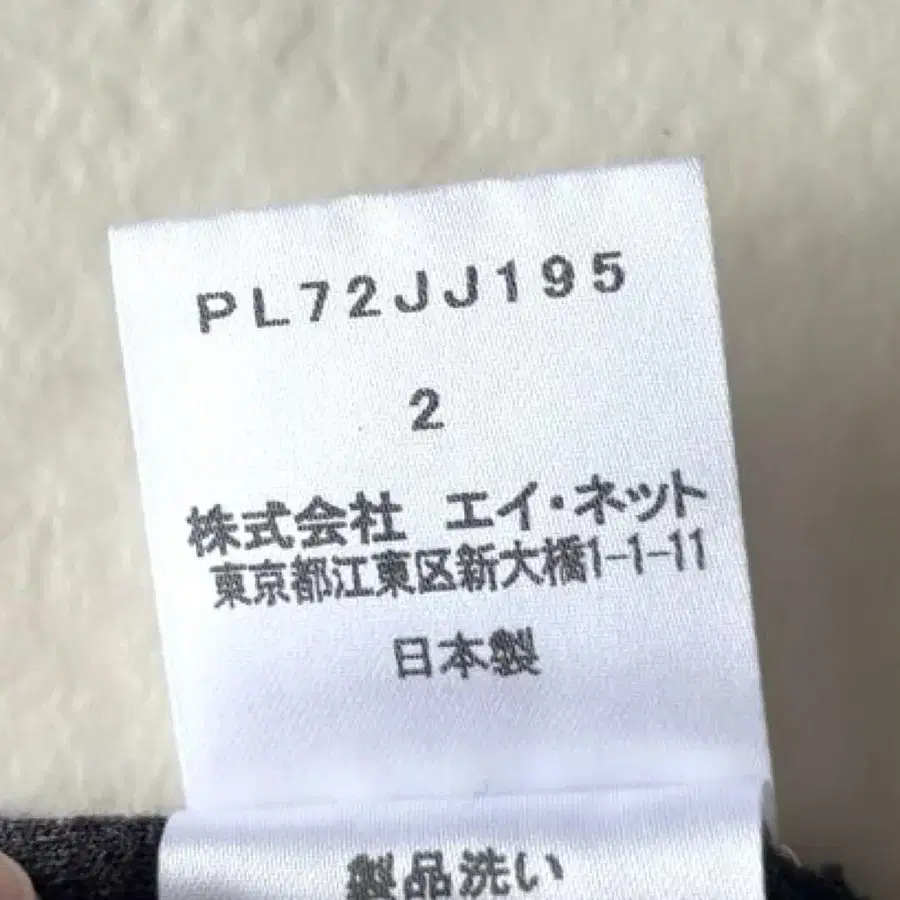 PL72JJ195
2
株式会社 エイ・ネット
東京都江東区新大橋1-1-11
日本製
製品洗い